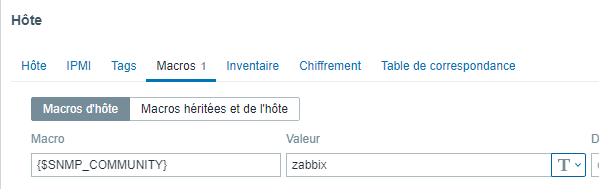 Hôte
Hôte IPMI Tags Macros 1 Inventaire Chiffrement Table de correspondance
Macros d'hôte Macros héritées et de l'hôte
Macro Valeur D
{$SNMP_COMMUNITY} zabbix T